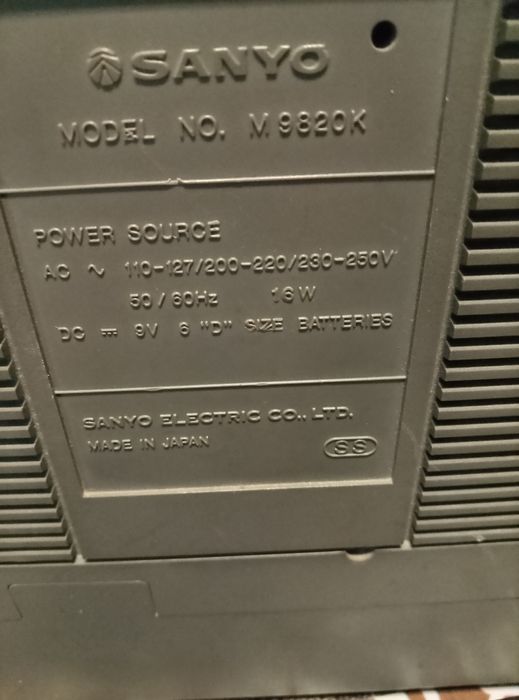 SANYO
MODEL NO. M9820K
POWER SOURCE
AC ∿ 110-127/200-220/230-250V
50/60Hz 16W
DC ⎓ 9V 6 "D" SIZE BATTERIES
SANYO ELECTRIC CO., LTD.
MADE IN JAPAN
SS